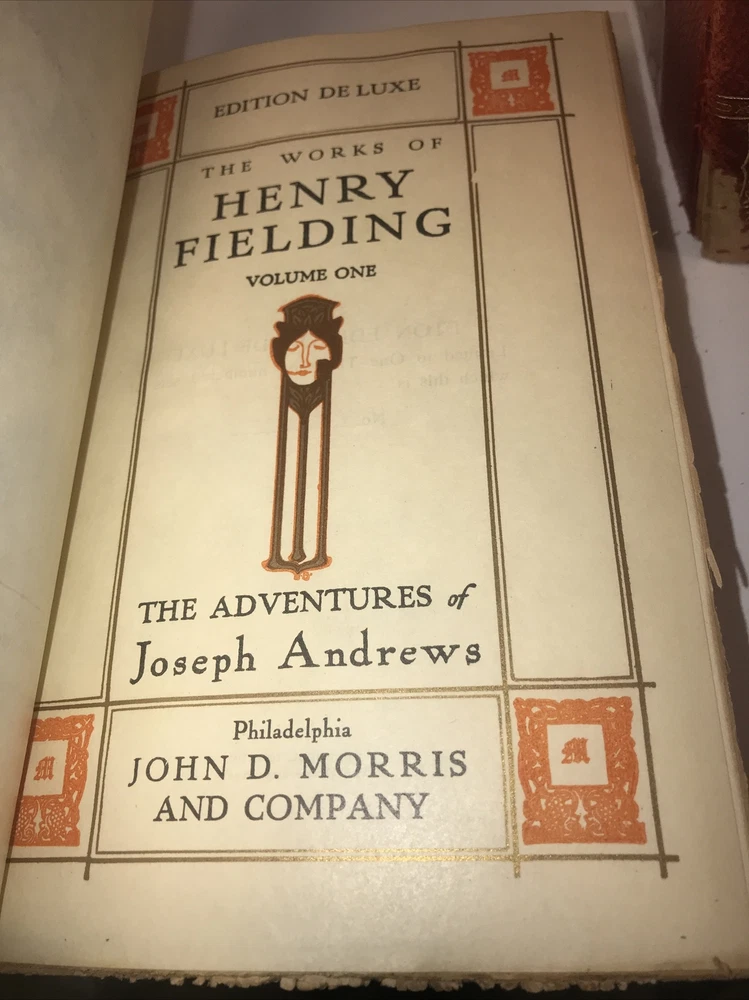 EDITION DE LUXE
M
THE WORKS OF
HENRY
FIELDING
VOLUME ONE
THE ADVENTURES of
Joseph Andrews
Philadelphia
JOHN D. MORRIS
AND COMPANY
M
M